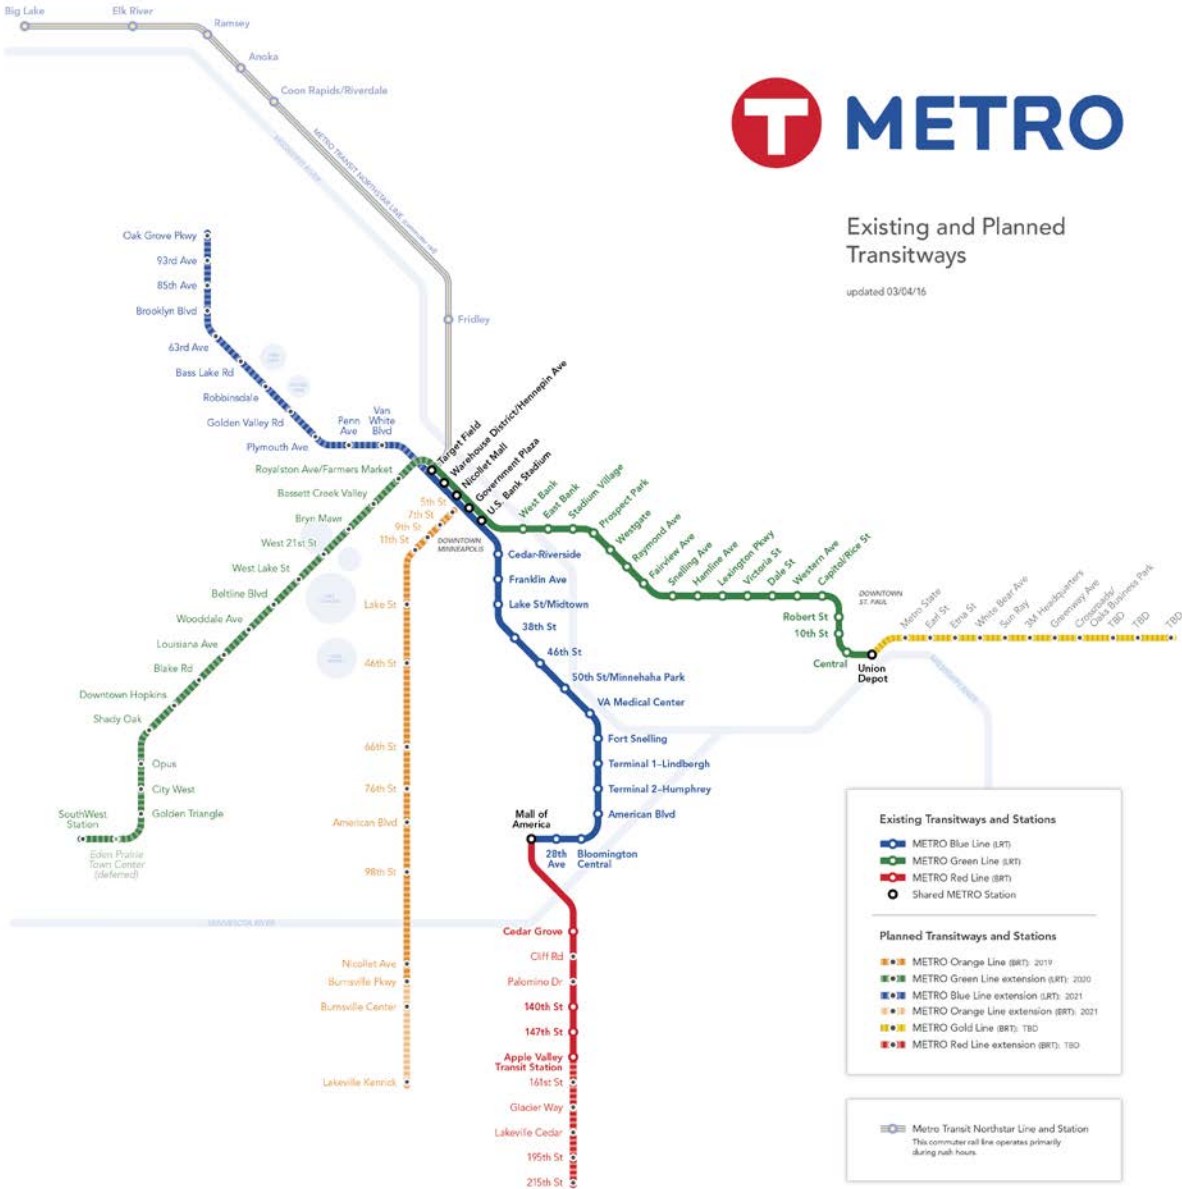 Big Lake
Elk River
Ramsey
Anoka
Coon Rapids/Riverdale
METRO TRANSIT NORTHSTAR LINE (commuter rail)
MISSISSIPPI RIVER
Fridley
T METRO
Existing and Planned
Transitways
updated 03/04/16
Oak Grove Pkwy
93rd Ave
85th Ave
Brooklyn Blvd
63rd Ave
Bass Lake Rd
Robbinsdale
Golden Valley Rd
Plymouth Ave
Penn
Ave
Van
White
Blvd
Target Field
Warehouse District/Hennepin Ave
Nicollet Mall
Government Plaza
U.S. Bank Stadium
Royalston Ave/Farmers Market
Bassett Creek Valley
Bryn Mawr
West 21st St
West Lake St
Beltline Blvd
Wooddale Ave
Louisiana Ave
Blake Rd
Downtown Hopkins
Shady Oak
Opus
City West
Golden Triangle
SouthWest
Station
Eden Prairie
Town Center
(deferred)
5th St
7th St
9th St
11th St
DOWNTOWN
MINNEAPOLIS
Lake St
46th St
66th St
76th St
American Blvd
98th St
Nicollet Ave
Burnsville Pkwy
Burnsville Center
Lakeville Kenrick
West Bank
East Bank
Stadium Village
Prospect Park
Westgate
Raymond Ave
Fairview Ave
Snelling Ave
Hamline Ave
Lexington Pkwy
Victoria St
Dale St
Western Ave
Capitol/Rice St
Robert St
10th St
Central
DOWNTOWN
ST. PAUL
Union
Depot
Metro State
Earl St
Etna St
White Bear Ave
Sun Ray
3M Headquarters
Greenway Ave
Crossroads/
Oaks Business Park
TBD
TBD
TBD
Cedar-Riverside
Franklin Ave
Lake St/Midtown
38th St
46th St
50th St/Minnehaha Park
VA Medical Center
Fort Snelling
Terminal 1-Lindbergh
Terminal 2-Humphrey
American Blvd
Bloomington
Central
28th
Ave
Mall of
America
MINNESOTA RIVER
Cedar Grove
Cliff Rd
Palomino Dr
140th St
147th St
Apple Valley
Transit Station
161st St
Glacier Way
Lakeville Cedar
195th St
215th St
Existing Transitways and Stations
METRO Blue Line (LRT)
METRO Green Line (LRT)
METRO Red Line (BRT)
Shared METRO Station
Planned Transitways and Stations
METRO Orange Line (BRT): 2019
METRO Green Line extension (LRT): 2020
METRO Blue Line extension (LRT): 2021
METRO Orange Line extension (BRT): 2021
METRO Gold Line (BRT): TBD
METRO Red Line extension (BRT): TBD
Metro Transit Northstar Line and Station
This commuter rail line operates primarily
during rush hours.